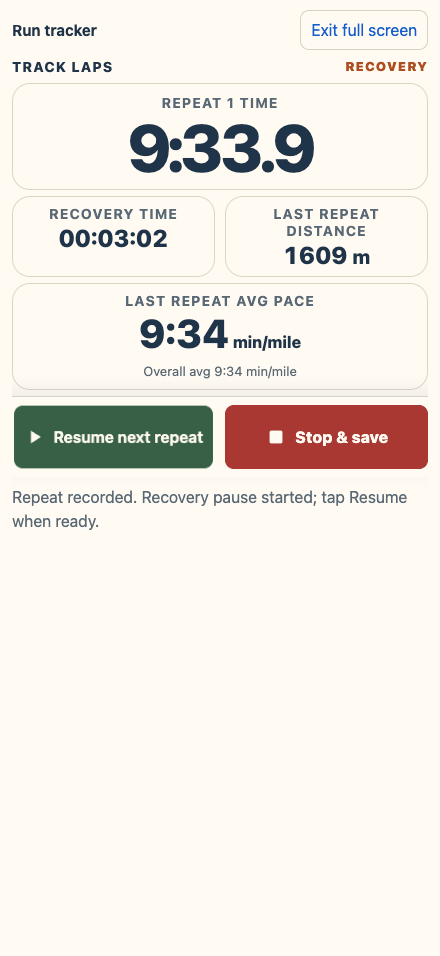 Run tracker
Exit full screen
TRACK LAPS
RECOVERY
REPEAT 1 TIME
9:33.9
RECOVERY TIME
00:03:02
LAST REPEAT
DISTANCE
1609 m
LAST REPEAT AVG PACE
9:34 min/mile
Overall avg 9:34 min/mile
Resume next repeat
Stop & save
Repeat recorded. Recovery pause started; tap Resume
when ready.